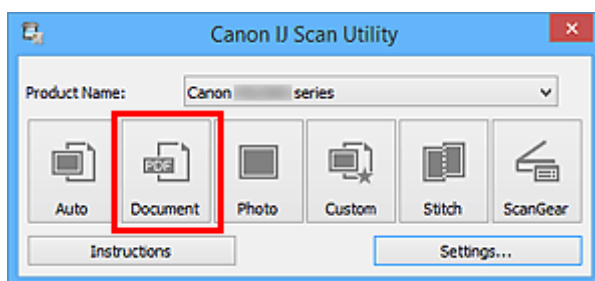 Canon IJ Scan Utility
Product Name: Canon series
PDF
Auto Document Photo Custom Stitch ScanGear
Instructions Settings...